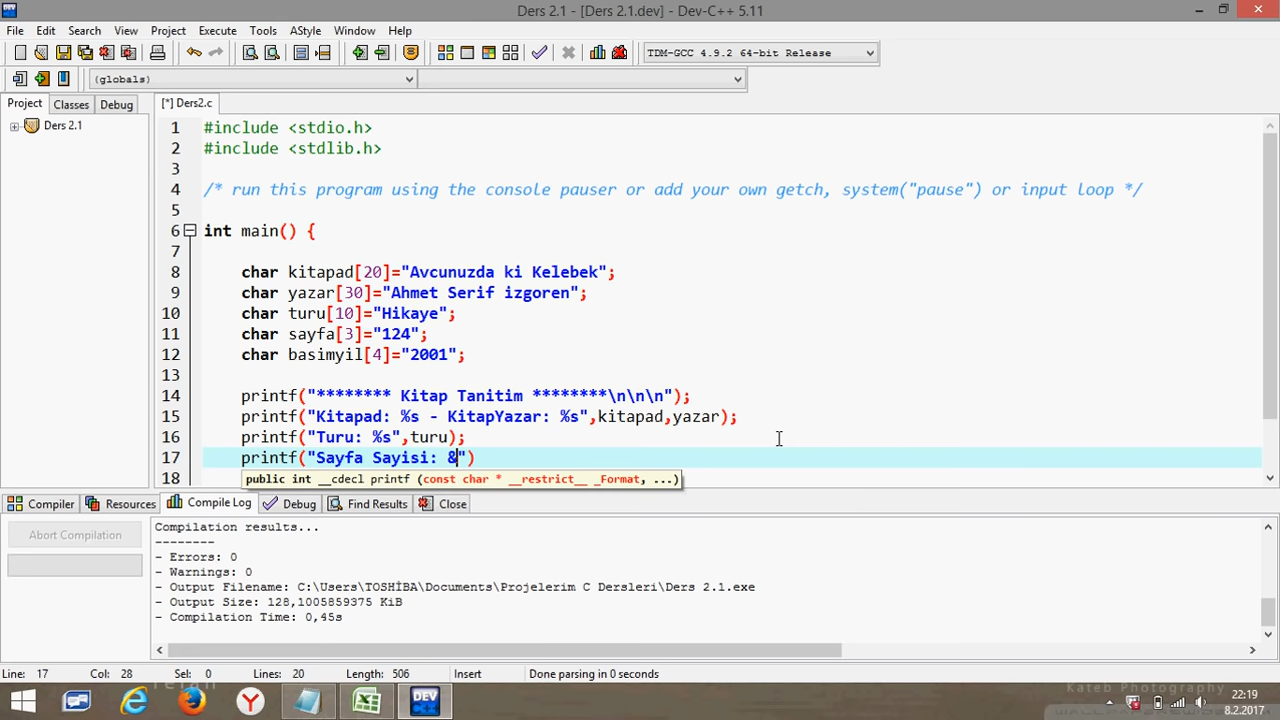 Ders 2.1 - [Ders 2.1.dev] - Dev-C++ 5.11
File Edit Search View Project Execute Tools AStyle Window Help
TDM-GCC 4.9.2 64-bit Release
(globals)
Project Classes Debug [*] Ders2.c
Ders 2.1
1 #include <stdio.h>
2 #include <stdlib.h>
3
4 /* run this program using the console pauser or add your own getch, system("pause") or input loop */
5
6 int main() {
7
8 char kitapad[20]="Avcunuzda ki Kelebek";
9 char yazar[30]="Ahmet Serif izgoren";
10 char turu[10]="Hikaye";
11 char sayfa[3]="124";
12 char basimyil[4]="2001";
13
14 printf("******** Kitap Tanitim ********\n\n\n");
15 printf("Kitapad: %s - KitapYazar: %s",kitapad,yazar);
16 printf("Turu: %s",turu);
17 printf("Sayfa Sayisi: &")
18 public int __cdecl printf (const char * __restrict__ _Format, ...)
Compiler Resources Compile Log Debug Find Results Close
Abort Compilation
Compilation results...
--------
- Errors: 0
- Warnings: 0
- Output Filename: C:\Users\TOSHİBA\Documents\Projelerim C Dersleri\Ders 2.1.exe
- Output Size: 128,1005859375 KiB
- Compilation Time: 0,45s
Line: 17 Col: 28 Sel: 0 Lines: 20 Length: 506 Insert Done parsing in 0 seconds
DEV
Kateb Photography
22:19
8.2.2017